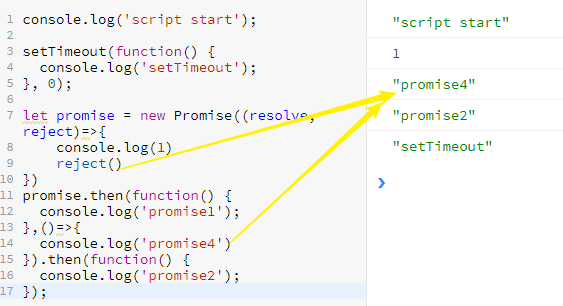 1 console.log('script start');
2
3 setTimeout(function() {
4 console.log('setTimeout');
5 }, 0);
6
7 let promise = new Promise((resolve,
reject)=>{
8 console.log(1)
9 reject()
10 })
11 promise.then(function() {
12 console.log('promise1');
13 },()=>{
14 console.log('promise4')
15 }).then(function() {
16 console.log('promise2');
17 });
"script start"
1
"promise4"
"promise2"
"setTimeout"